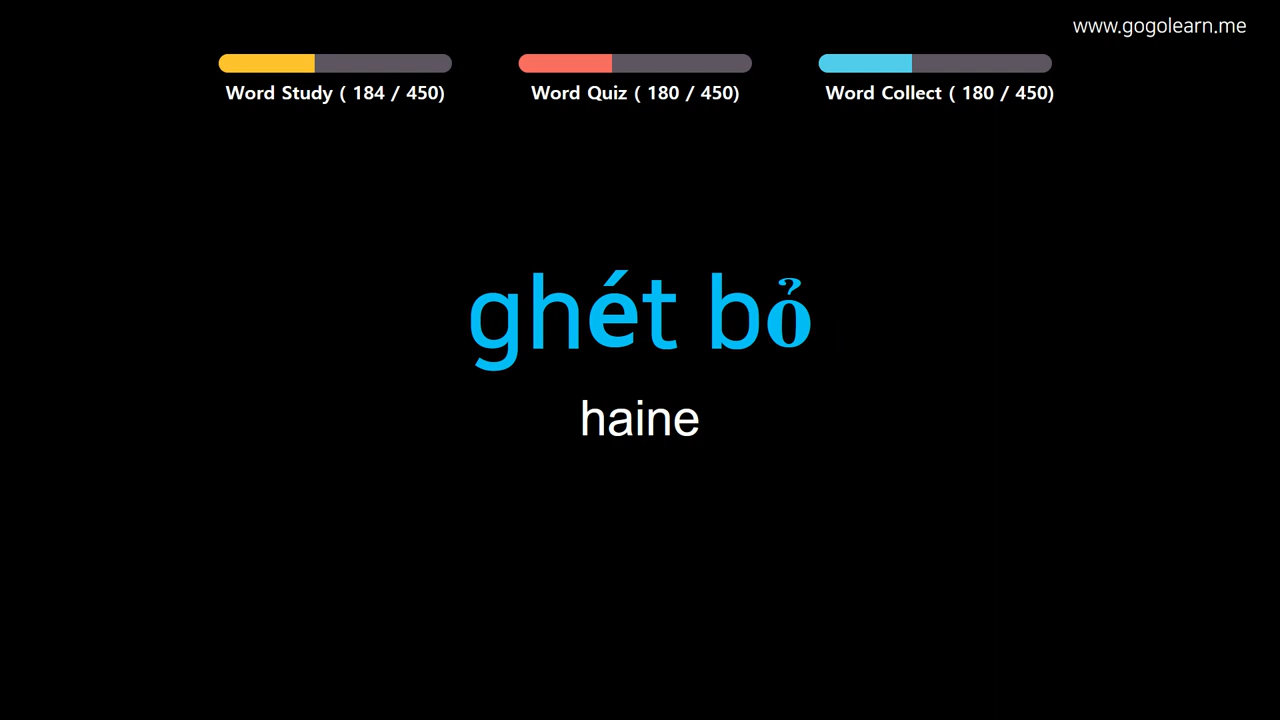 www.gogolearn.me
Word Study ( 184 / 450)
Word Quiz ( 180 / 450)
Word Collect ( 180 / 450)
ghét bỏ
haine